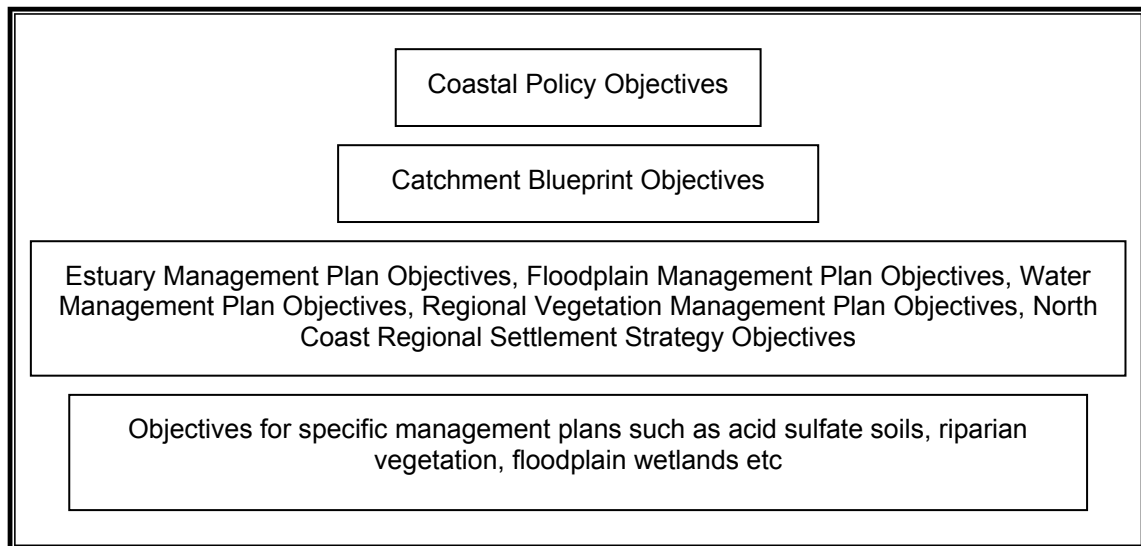 Coastal Policy Objectives
Catchment Blueprint Objectives
Estuary Management Plan Objectives, Floodplain Management Plan Objectives, Water
Management Plan Objectives, Regional Vegetation Management Plan Objectives, North
Coast Regional Settlement Strategy Objectives
Objectives for specific management plans such as acid sulfate soils, riparian
vegetation, floodplain wetlands etc